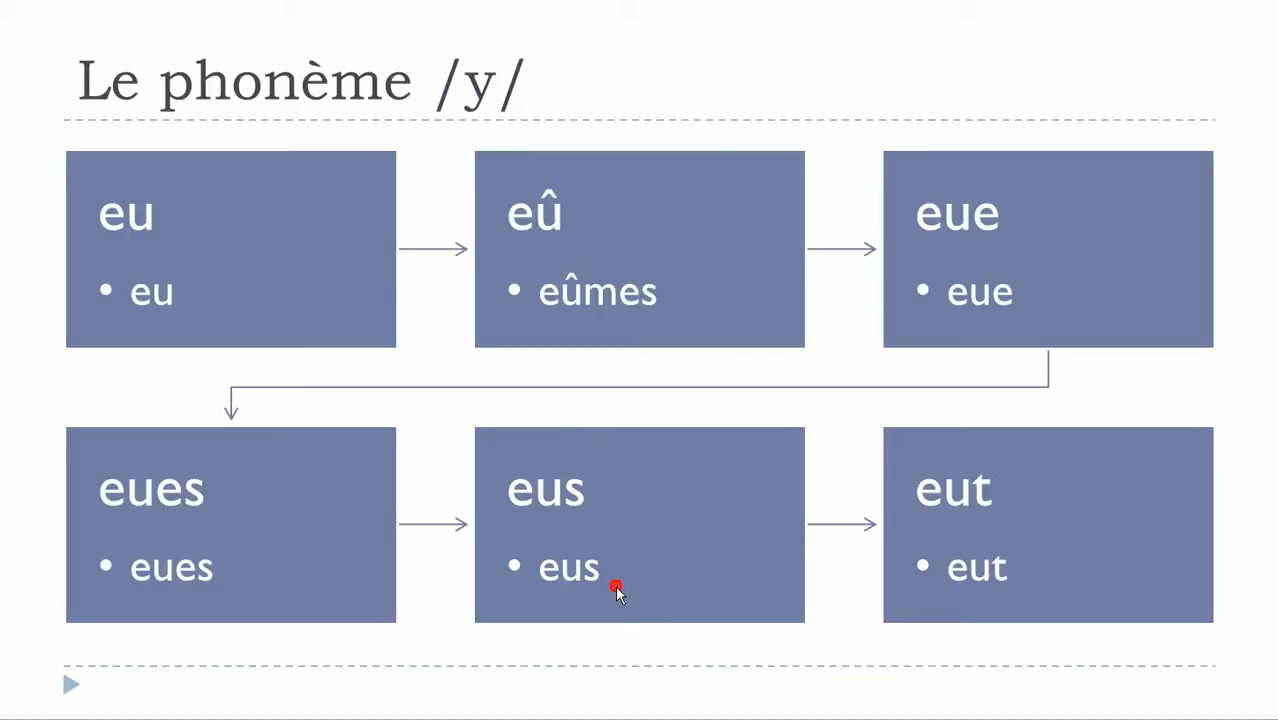 Le phonème /y/
eu
• eu
eû
• eûmes
eue
• eue
eues
• eues
eus
• eus
eut
• eut